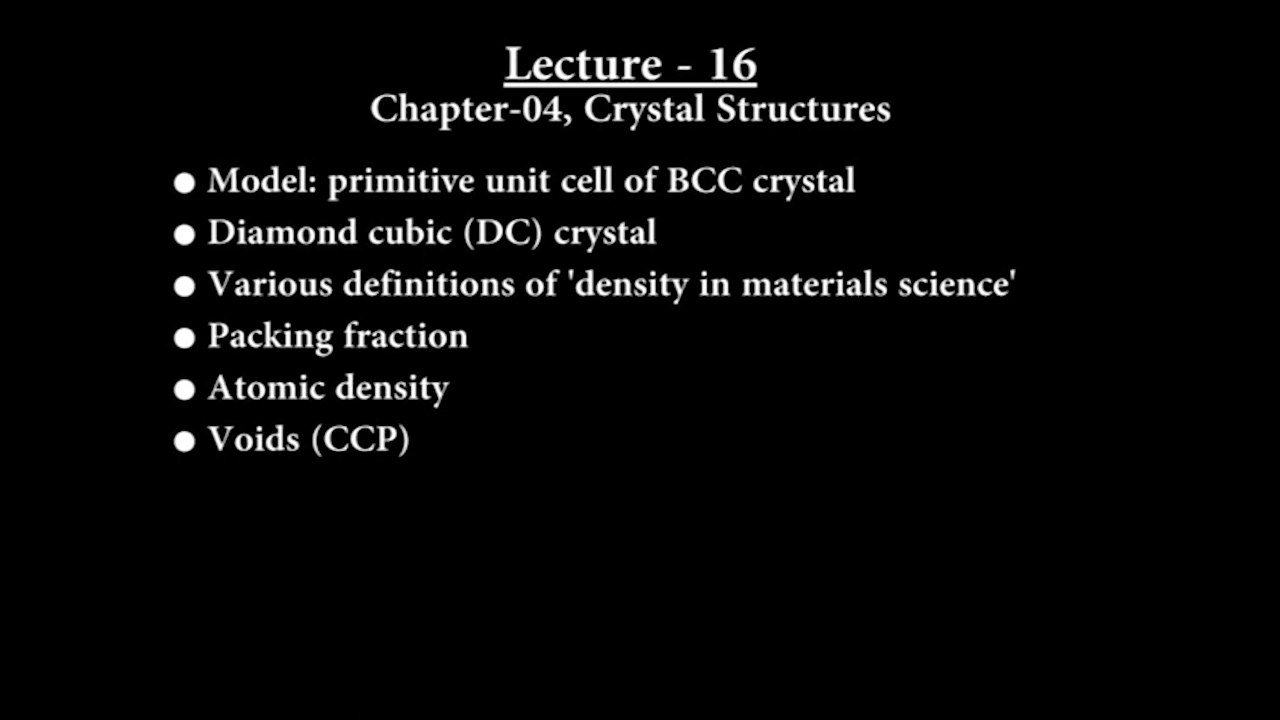 Lecture - 16
Chapter-04, Crystal Structures
● Model: primitive unit cell of BCC crystal
● Diamond cubic (DC) crystal
● Various definitions of 'density in materials science'
● Packing fraction
● Atomic density
● Voids (CCP)